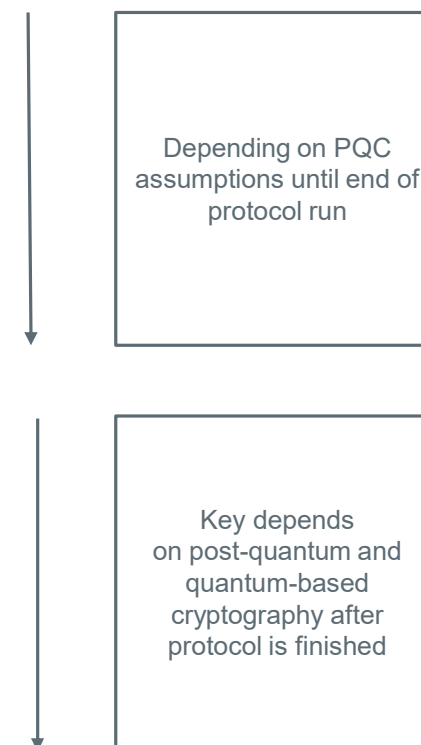 Depending on PQC
assumptions until end of
protocol run
Key depends
on post-quantum and
quantum-based
cryptography after
protocol is finished